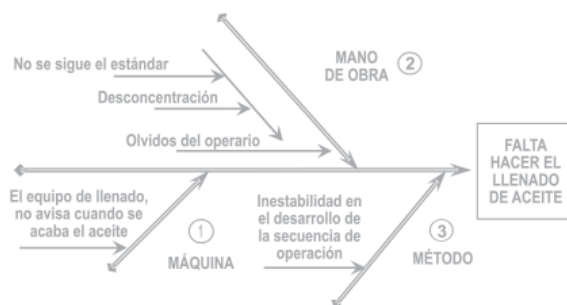 No se sigue el estándar
Desconcentración
Olvidos del operario
MANO
DE OBRA
2
FALTA
HACER EL
LLENADO
DE ACEITE
El equipo de llenado,
no avisa cuando se
acaba el aceite
1
MÁQUINA
Inestabilidad en
el desarrollo de
la secuencia de
operación
3
MÉTODO